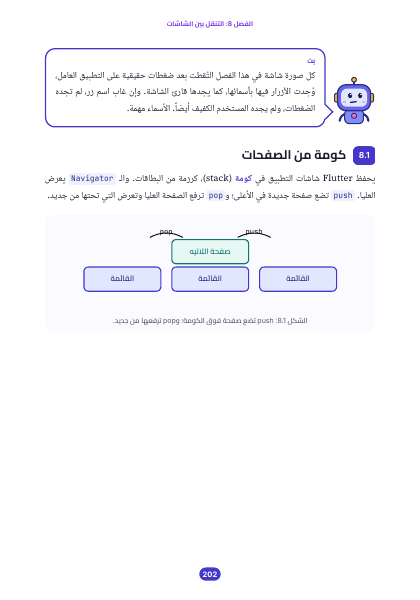 الفصل 8: التنقل بين الشاشات
بِت
كل صورة شاشة في هذا الفصل التُقطت بعد ضغطات حقيقية على التطبيق العامل،
وُجدت الأزرار فيها بأسمائها، كما يجدها قارئ الشاشة. وإن غاب اسم زر، لم تجده
الضغطات، ولم يجده المستخدم الكفيف أيضاً. الأسماء مهمة.
8.1 كومة من الصفحات
يحفظ Flutter شاشات التطبيق في كومة (stack)، كرزمة من البطاقات. والـ Navigator يعرض
العليا. push تضع صفحة جديدة في الأعلى؛ و pop ترفع الصفحة العليا وتعرض التي تحتها من جديد.
push pop
صفحة اللاتيه
القائمة القائمة القائمة
الشكل 8.1: push تضع صفحة فوق الكومة؛ وpop ترفعها من جديد.
202